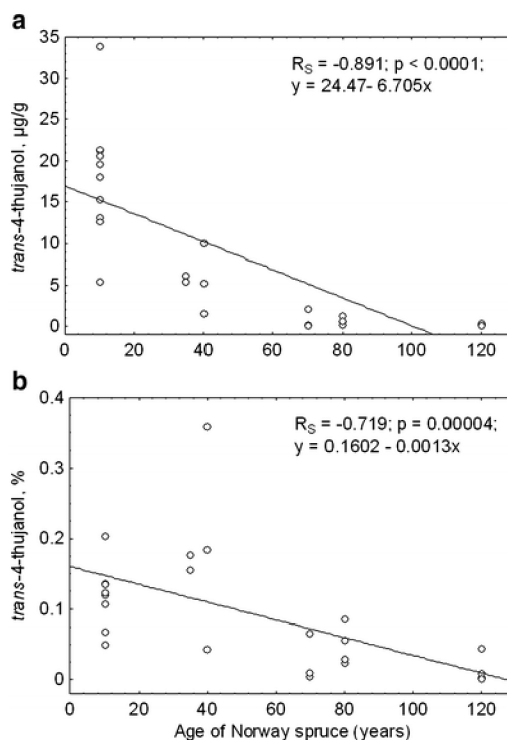 a
35
30
25
20
15
10
5
0
trans-4-thujanol, µg/g
R_S = -0.891; p < 0.0001;
y = 24.47- 6.705x
0 20 40 60 80 100 120
b
0.4
0.3
0.2
0.1
0
trans-4-thujanol, %
R_S = -0.719; p = 0.00004;
y = 0.1602 - 0.0013x
0 20 40 60 80 100 120
Age of Norway spruce (years)